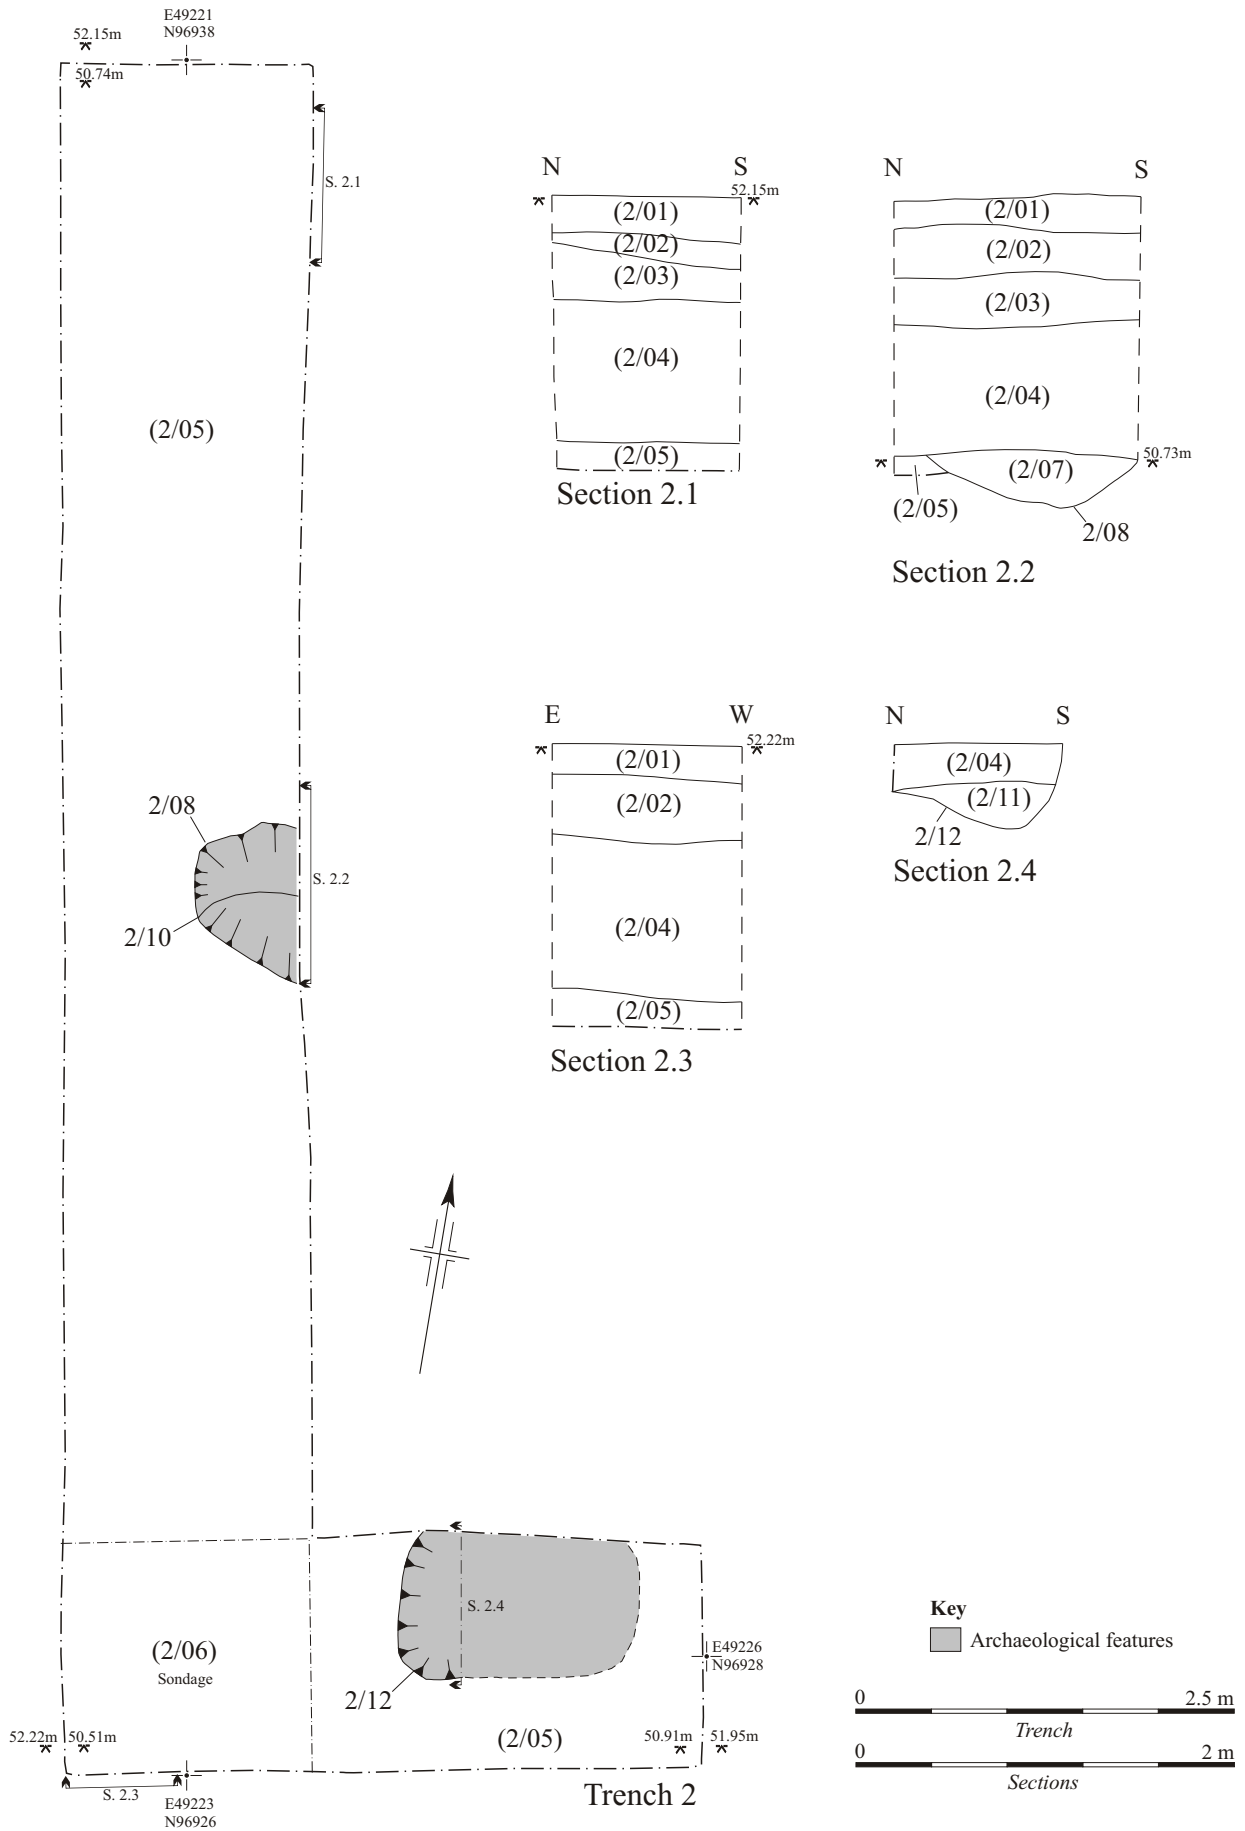 E49221
N96938
52.15m
50.74m
S. 2.1
(2/05)
2/08
S. 2.2
2/10
N S
52.15m
(2/01)
(2/02)
(2/03)
(2/04)
(2/05)
Section 2.1
N S
(2/01)
(2/02)
(2/03)
(2/04)
50.73m
(2/07)
(2/05)
2/08
Section 2.2
E W
52.22m
(2/01)
(2/02)
(2/04)
(2/05)
Section 2.3
N S
(2/04)
(2/11)
2/12
Section 2.4
S. 2.4
(2/06)
Sondage
2/12
E49226
N96928
(2/05)
52.22m 50.51m
50.91m 51.95m
S. 2.3
E49223
N96926
Trench 2
Key
Archaeological features
0 2.5 m
Trench
0 2 m
Sections